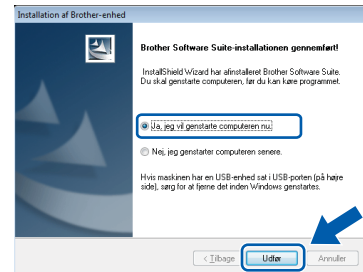 Installation af Brother-enhed
Brother Software Suite-installationen gennemført!
InstallShield Wizard har afinstalleret Brother Software Suite.
Du skal genstarte computeren, før du kan køre programmet.
Ja, jeg vil genstarte computeren nu.
Nej, jeg genstarter computeren senere.
Hvis maskinen har en USB-enhed sat i USB-porten (på højre
side), sørg for at fjerne det inden Windows genstartes.
< Tilbage
Udfør
Annuller